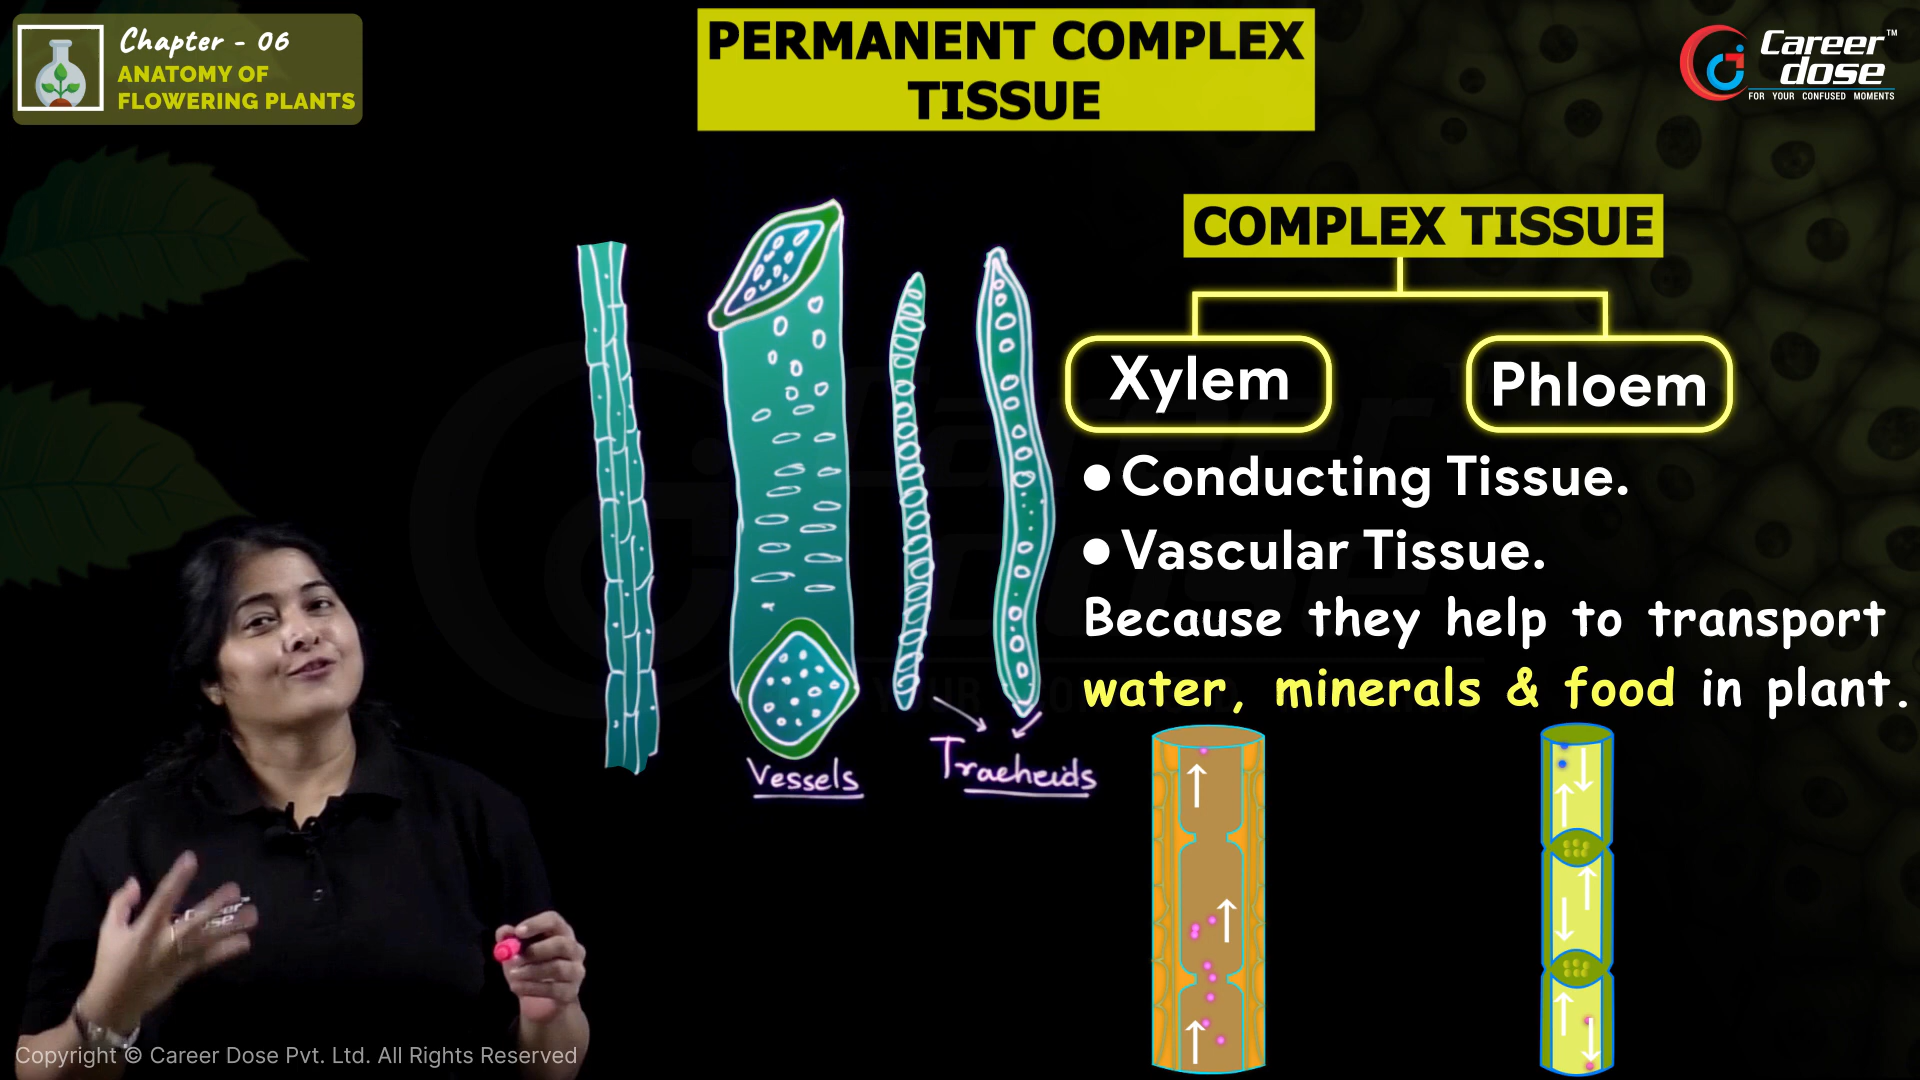 Chapter - 06
ANATOMY OF
FLOWERING PLANTS
PERMANENT COMPLEX
TISSUE
Career™
dose
FOR YOUR CONFUSED MOMENTS
COMPLEX TISSUE
Xylem
Phloem
● Conducting Tissue.
● Vascular Tissue.
Because they help to transport
water, minerals & food in plant.
Vessels
Tracheids
Career
dose
Copyright © Career Dose Pvt. Ltd. All Rights Reserved